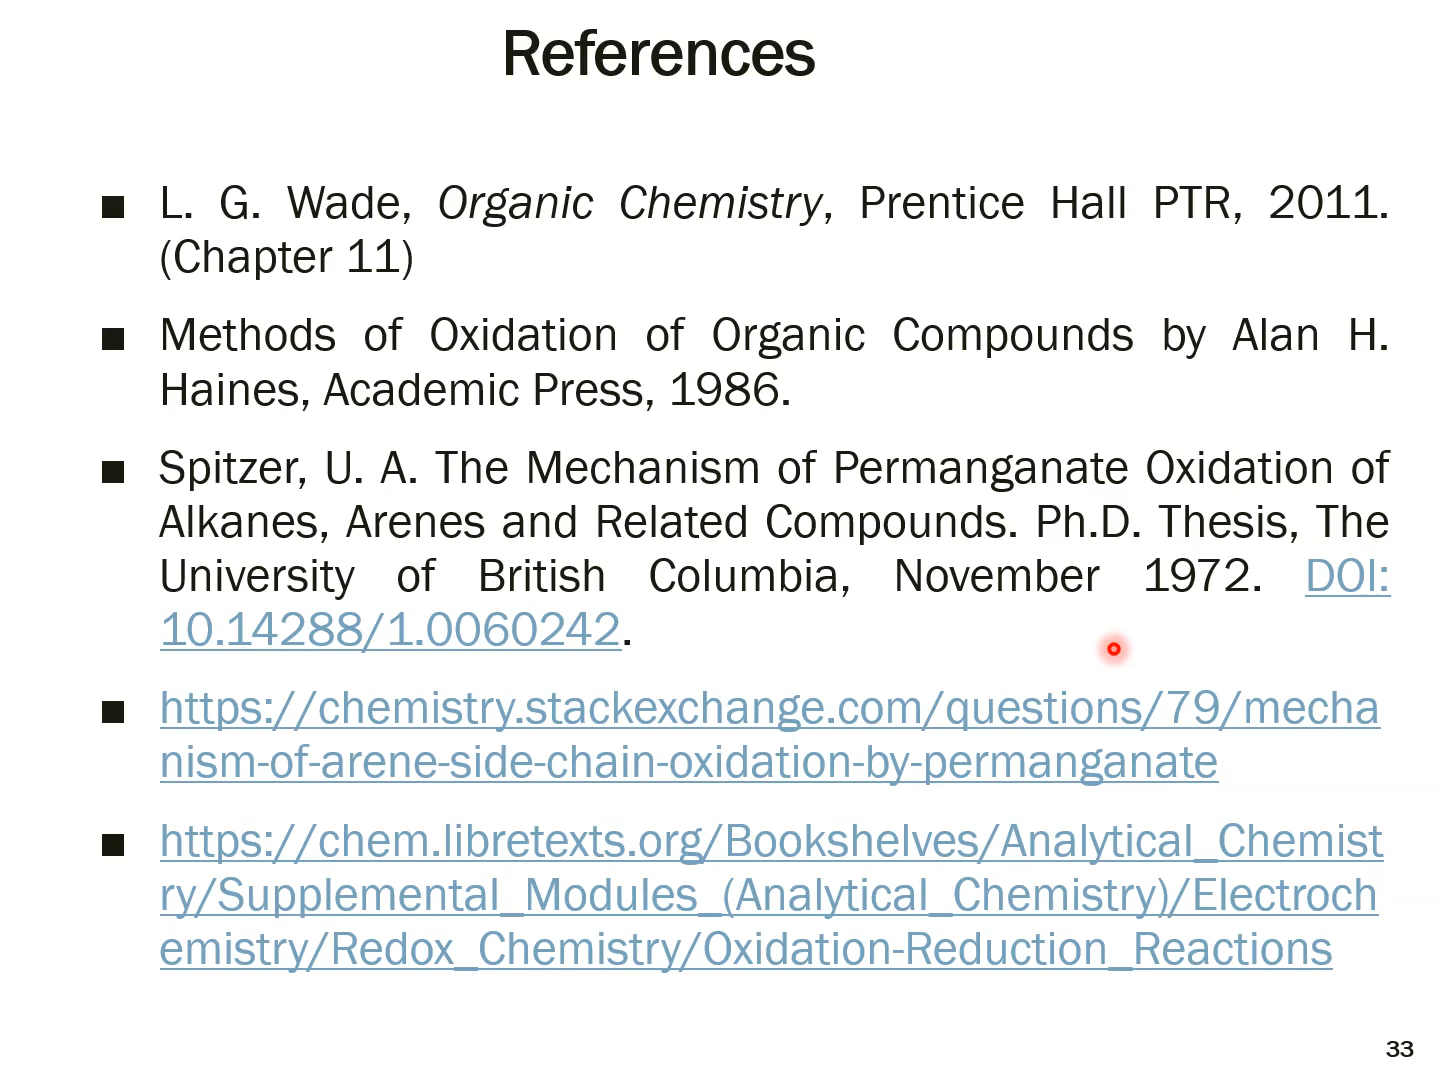 References
L. G. Wade, Organic Chemistry, Prentice Hall PTR, 2011.
(Chapter 11)
Methods of Oxidation of Organic Compounds by Alan H.
Haines, Academic Press, 1986.
Spitzer, U. A. The Mechanism of Permanganate Oxidation of
Alkanes, Arenes and Related Compounds. Ph.D. Thesis, The
University of British Columbia, November 1972. DOI:
10.14288/1.0060242.
https://chemistry.stackexchange.com/questions/79/mecha
nism-of-arene-side-chain-oxidation-by-permanganate
https://chem.libretexts.org/Bookshelves/Analytical_Chemist
ry/Supplemental_Modules_(Analytical_Chemistry)/Electroch
emistry/Redox_Chemistry/Oxidation-Reduction_Reactions
33